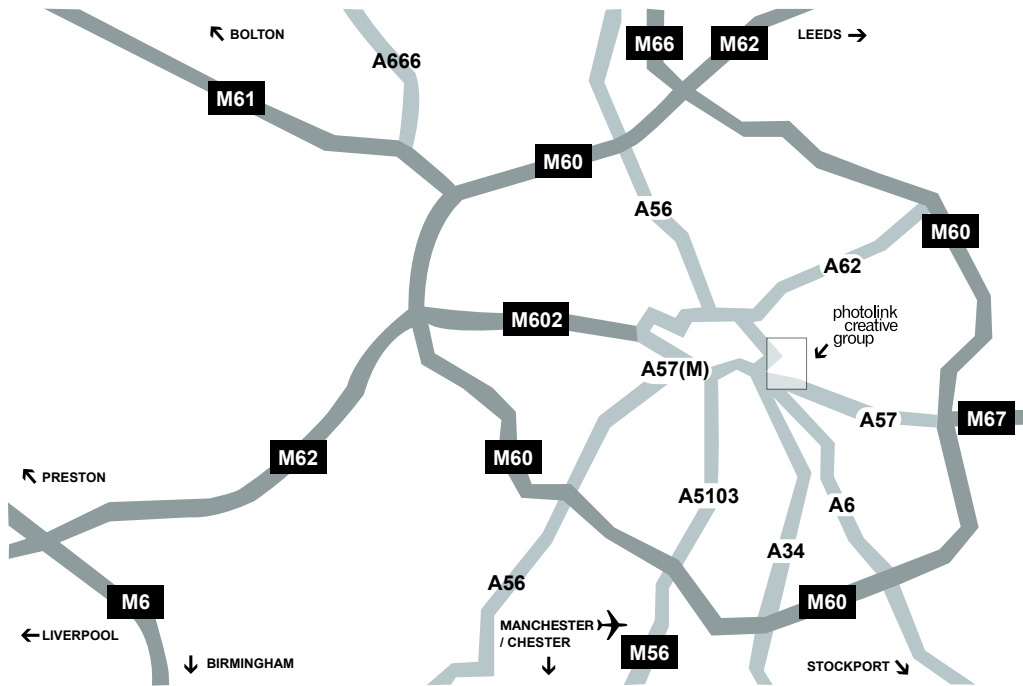 BOLTON
A666
M66
M62
LEEDS
M61
M60
A56
M60
A62
photolink
creative
group
M602
A57(M)
A57
M67
M62
M60
PRESTON
A5103
A6
A34
A56
M6
M60
LIVERPOOL
BIRMINGHAM
MANCHESTER
/ CHESTER
M56
STOCKPORT